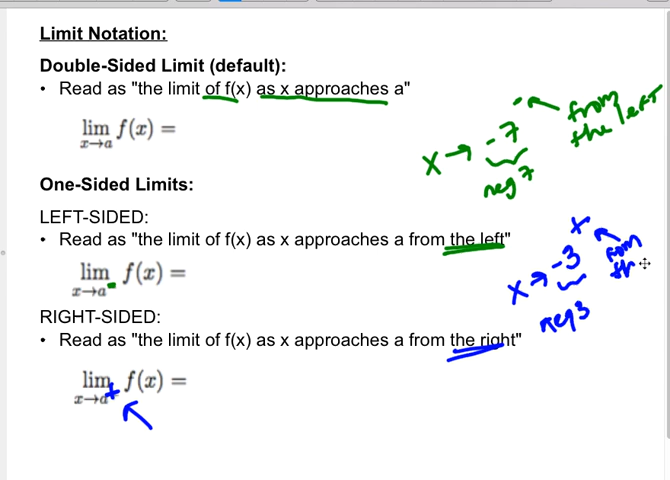 Limit Notation:
Double-Sided Limit (default):
• Read as "the limit of f(x) as x approaches a"
lim f(x) =
x→a
x → -7⁻
neg 7
from
the left
One-Sided Limits:
LEFT-SIDED:
• Read as "the limit of f(x) as x approaches a from the left"
lim f(x) =
x→a⁻
x → -3⁺
neg 3
from
RIGHT-SIDED:
• Read as "the limit of f(x) as x approaches a from the right"
lim f(x) =
x→a⁺